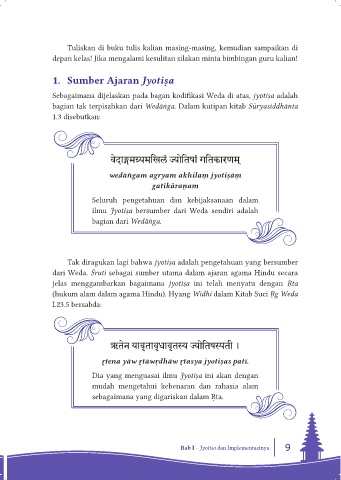 Tuliskan di buku tulis kalian masing-masing, kemudian sampaikan di
depan kelas! Jika mengalami kesulitan silakan minta bimbingan guru kalian!
1. Sumber Ajaran Jyotiṣa
Sebagaimana dijelaskan pada bagan kodifikasi Weda di atas, jyotiṣa adalah
bagian tak terpisahkan dari Wedāṅga. Dalam kutipan kitab Sūryasiddhānta
1.3 disebutkan:
वेदाङ्गमग्र्यमखिलं ज्योतिषां गतिकारणम्
wedāṅgam agryam akhilaṃ jyotiṣāṃ
gatikāraṇam
Seluruh pengetahuan dan kebijaksanaan dalam
ilmu Jyotiṣa bersumber dari Weda sendiri adalah
bagian dari Wedāṅga.
Tak diragukan lagi bahwa jyotiṣa adalah pengetahuan yang bersumber
dari Weda. Śruti sebagai sumber utama dalam ajaran agama Hindu secara
jelas menggambarkan bagaimana jyotiṣa ini telah menyatu dengan Ṛta
(hukum alam dalam agama Hindu). Hyang Widhi dalam Kitab Suci Ṛg Weda
I.23.5 bersabda:
ऋतेन यावृतावृधावृतस्य ज्योतिषस्पती ।
ṛtena yāw ṛtāwṛdhāw ṛtasya jyotiṣas pati.
Dia yang menguasai ilmu Jyotiṣa ini akan dengan
mudah mengetahui kebenaran dan rahasia alam
sebagaimana yang digariskan dalam Ṛta.
Bab I - Jyotiṣa dan Implementasinya 9